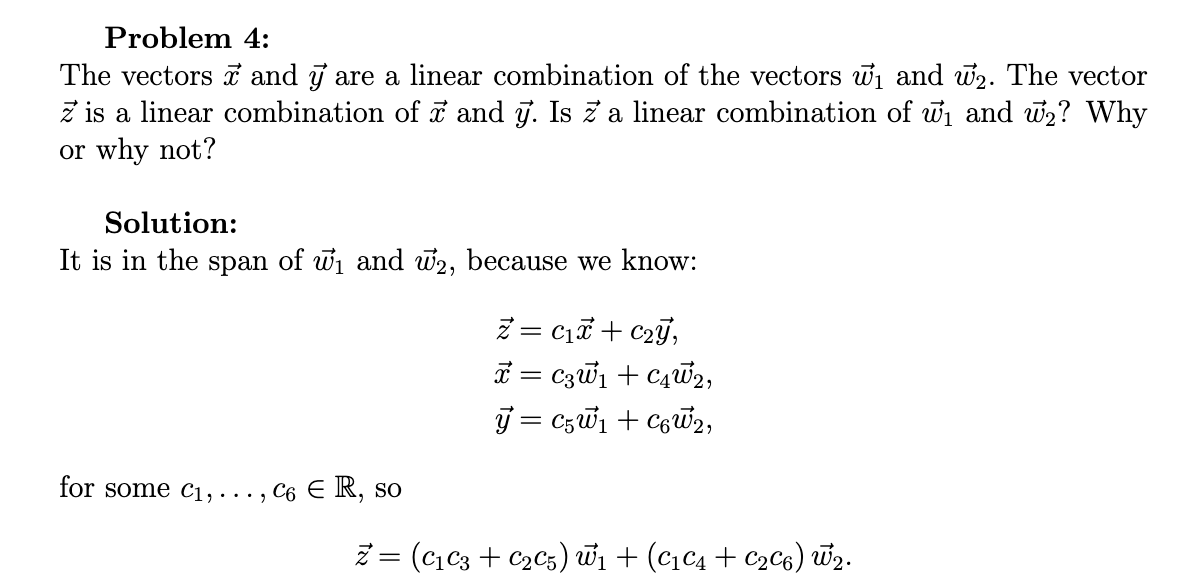 Problem 4:
The vectors $\vec{x}$ and $\vec{y}$ are a linear combination of the vectors $\vec{w}_1$ and $\vec{w}_2$. The vector
$\vec{z}$ is a linear combination of $\vec{x}$ and $\vec{y}$. Is $\vec{z}$ a linear combination of $\vec{w}_1$ and $\vec{w}_2$? Why
or why not?
Solution:
It is in the span of $\vec{w}_1$ and $\vec{w}_2$, because we know:
$\vec{z} = c_1\vec{x} + c_2\vec{y},$
$\vec{x} = c_3\vec{w}_1 + c_4\vec{w}_2,$
$\vec{y} = c_5\vec{w}_1 + c_6\vec{w}_2,$
for some $c_1, \ldots, c_6 \in \mathbb{R}$, so
$\vec{z} = (c_1c_3 + c_2c_5)\,\vec{w}_1 + (c_1c_4 + c_2c_6)\,\vec{w}_2.$